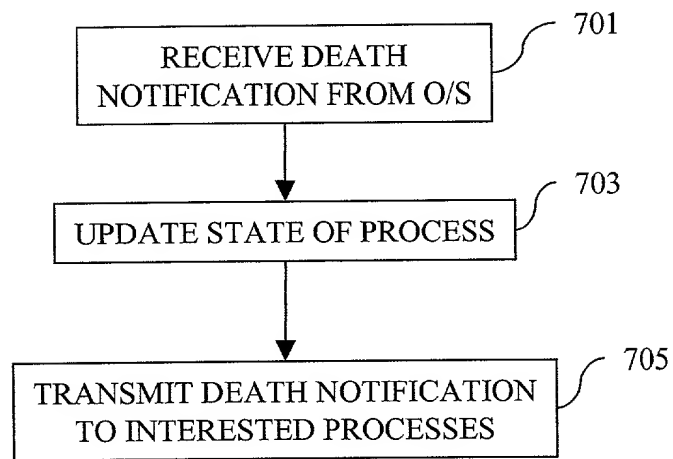 701
RECEIVE DEATH
NOTIFICATION FROM O/S
703
UPDATE STATE OF PROCESS
705
TRANSMIT DEATH NOTIFICATION
TO INTERESTED PROCESSES